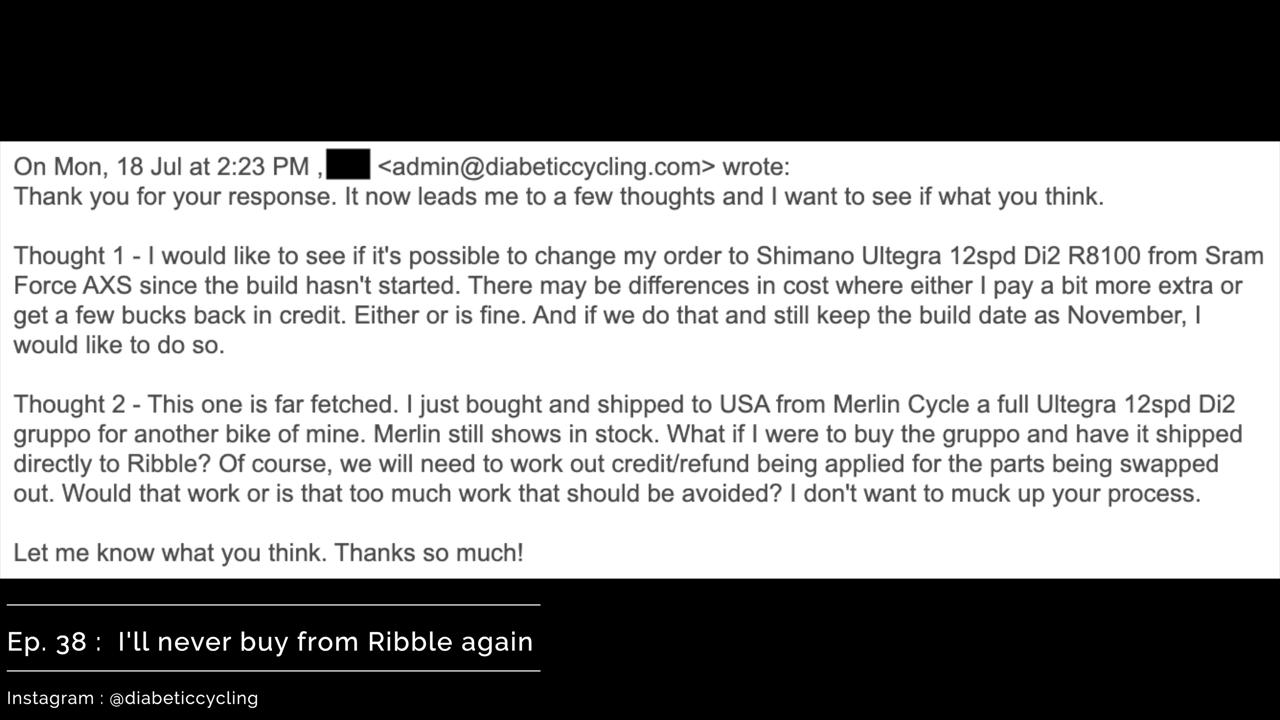 On Mon, 18 Jul at 2:23 PM , <admin@diabeticcycling.com> wrote:
Thank you for your response. It now leads me to a few thoughts and I want to see if what you think.
Thought 1 - I would like to see if it's possible to change my order to Shimano Ultegra 12spd Di2 R8100 from Sram
Force AXS since the build hasn't started. There may be differences in cost where either I pay a bit more extra or
get a few bucks back in credit. Either or is fine. And if we do that and still keep the build date as November, I
would like to do so.
Thought 2 - This one is far fetched. I just bought and shipped to USA from Merlin Cycle a full Ultegra 12spd Di2
gruppo for another bike of mine. Merlin still shows in stock. What if I were to buy the gruppo and have it shipped
directly to Ribble? Of course, we will need to work out credit/refund being applied for the parts being swapped
out. Would that work or is that too much work that should be avoided? I don't want to muck up your process.
Let me know what you think. Thanks so much!
Ep. 38 : I'll never buy from Ribble again
Instagram : @diabeticcycling